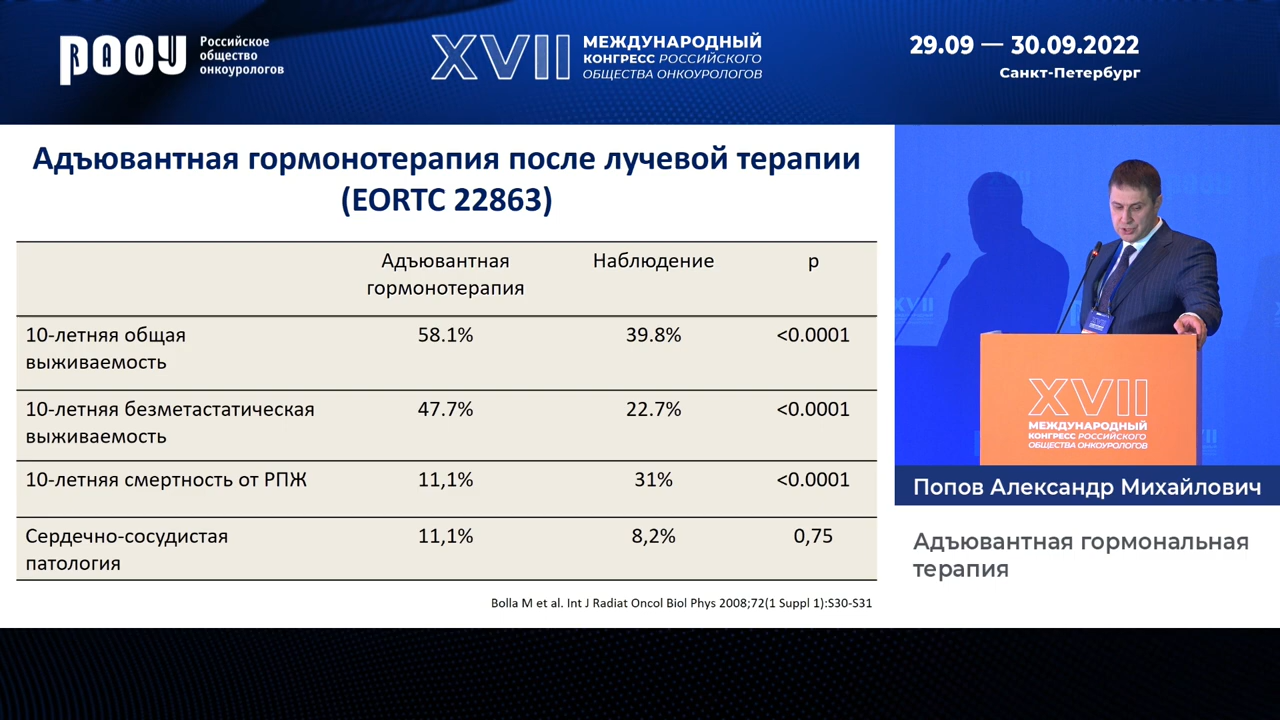 РАОУ
Российское
общество
онкоурологов
XVII
МЕЖДУНАРОДНЫЙ
КОНГРЕСС РОССИЙСКОГО
ОБЩЕСТВА ОНКОУРОЛОГОВ
29.09 — 30.09.2022
Санкт-Петербург
Адъювантная гормонотерапия после лучевой терапии
(EORTC 22863)
Адъювантная гормонотерапия Наблюдение p
10-летняя общая выживаемость 58.1% 39.8% <0.0001
10-летняя безметастатическая выживаемость 47.7% 22.7% <0.0001
10-летняя смертность от РПЖ 11,1% 31% <0.0001
Сердечно-сосудистая патология 11,1% 8,2% 0,75
Bolla M et al. Int J Radiat Oncol Biol Phys 2008;72(1 Suppl 1):S30-S31
XVII
МЕЖДУНАРОДНЫЙ
КОНГРЕСС РОССИЙСКОГО
ОБЩЕСТВА ОНКОУРОЛОГОВ
Попов Александр Михайлович
Адъювантная гормональная
терапия